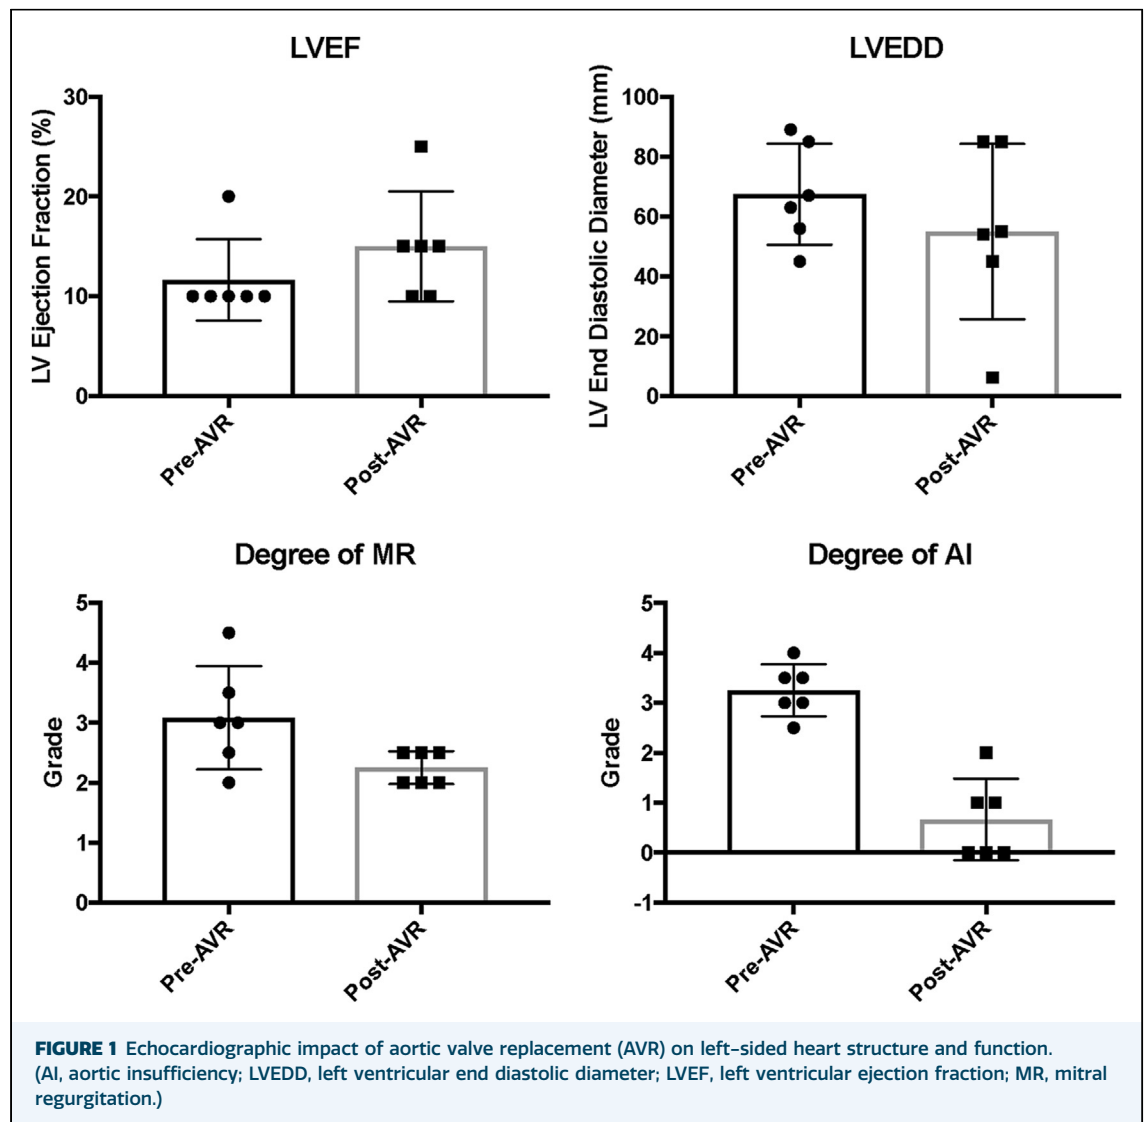 LVEF
LV Ejection Fraction (%)
30
20
10
0
Pre-AVR
Post-AVR
LVEDD
LV End Diastolic Diameter (mm)
100
80
60
40
20
0
Pre-AVR
Post-AVR
Degree of MR
Grade
5
4
3
2
1
0
Pre-AVR
Post-AVR
Degree of AI
Grade
5
4
3
2
1
0
-1
Pre-AVR
Post-AVR
FIGURE 1 Echocardiographic impact of aortic valve replacement (AVR) on left-sided heart structure and function.
(AI, aortic insufficiency; LVEDD, left ventricular end diastolic diameter; LVEF, left ventricular ejection fraction; MR, mitral
regurgitation.)